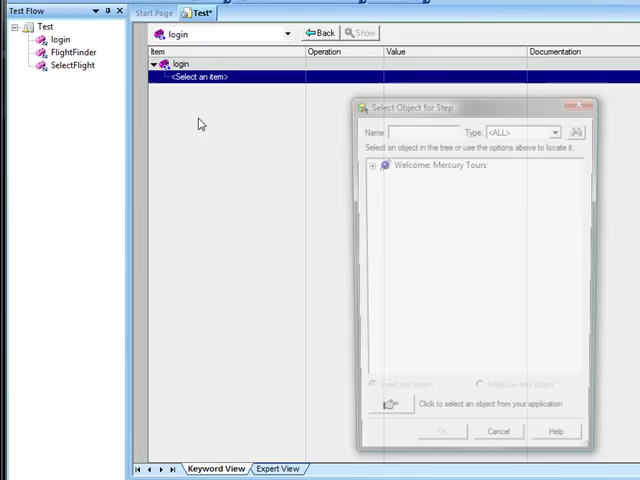 Test Flow
Test
login
FlightFinder
SelectFlight
Start Page
Test*
login
Back
Show
Item
Operation
Value
Documentation
login
<Select an item>
Select Object for Step
Name:
Type:
<ALL>
Select an object in the tree or use the options above to locate it.
Welcome: Mercury Tours
Insert test object
Insert run-time object
Click to select an object from your application
OK
Cancel
Help
Keyword View
Expert View